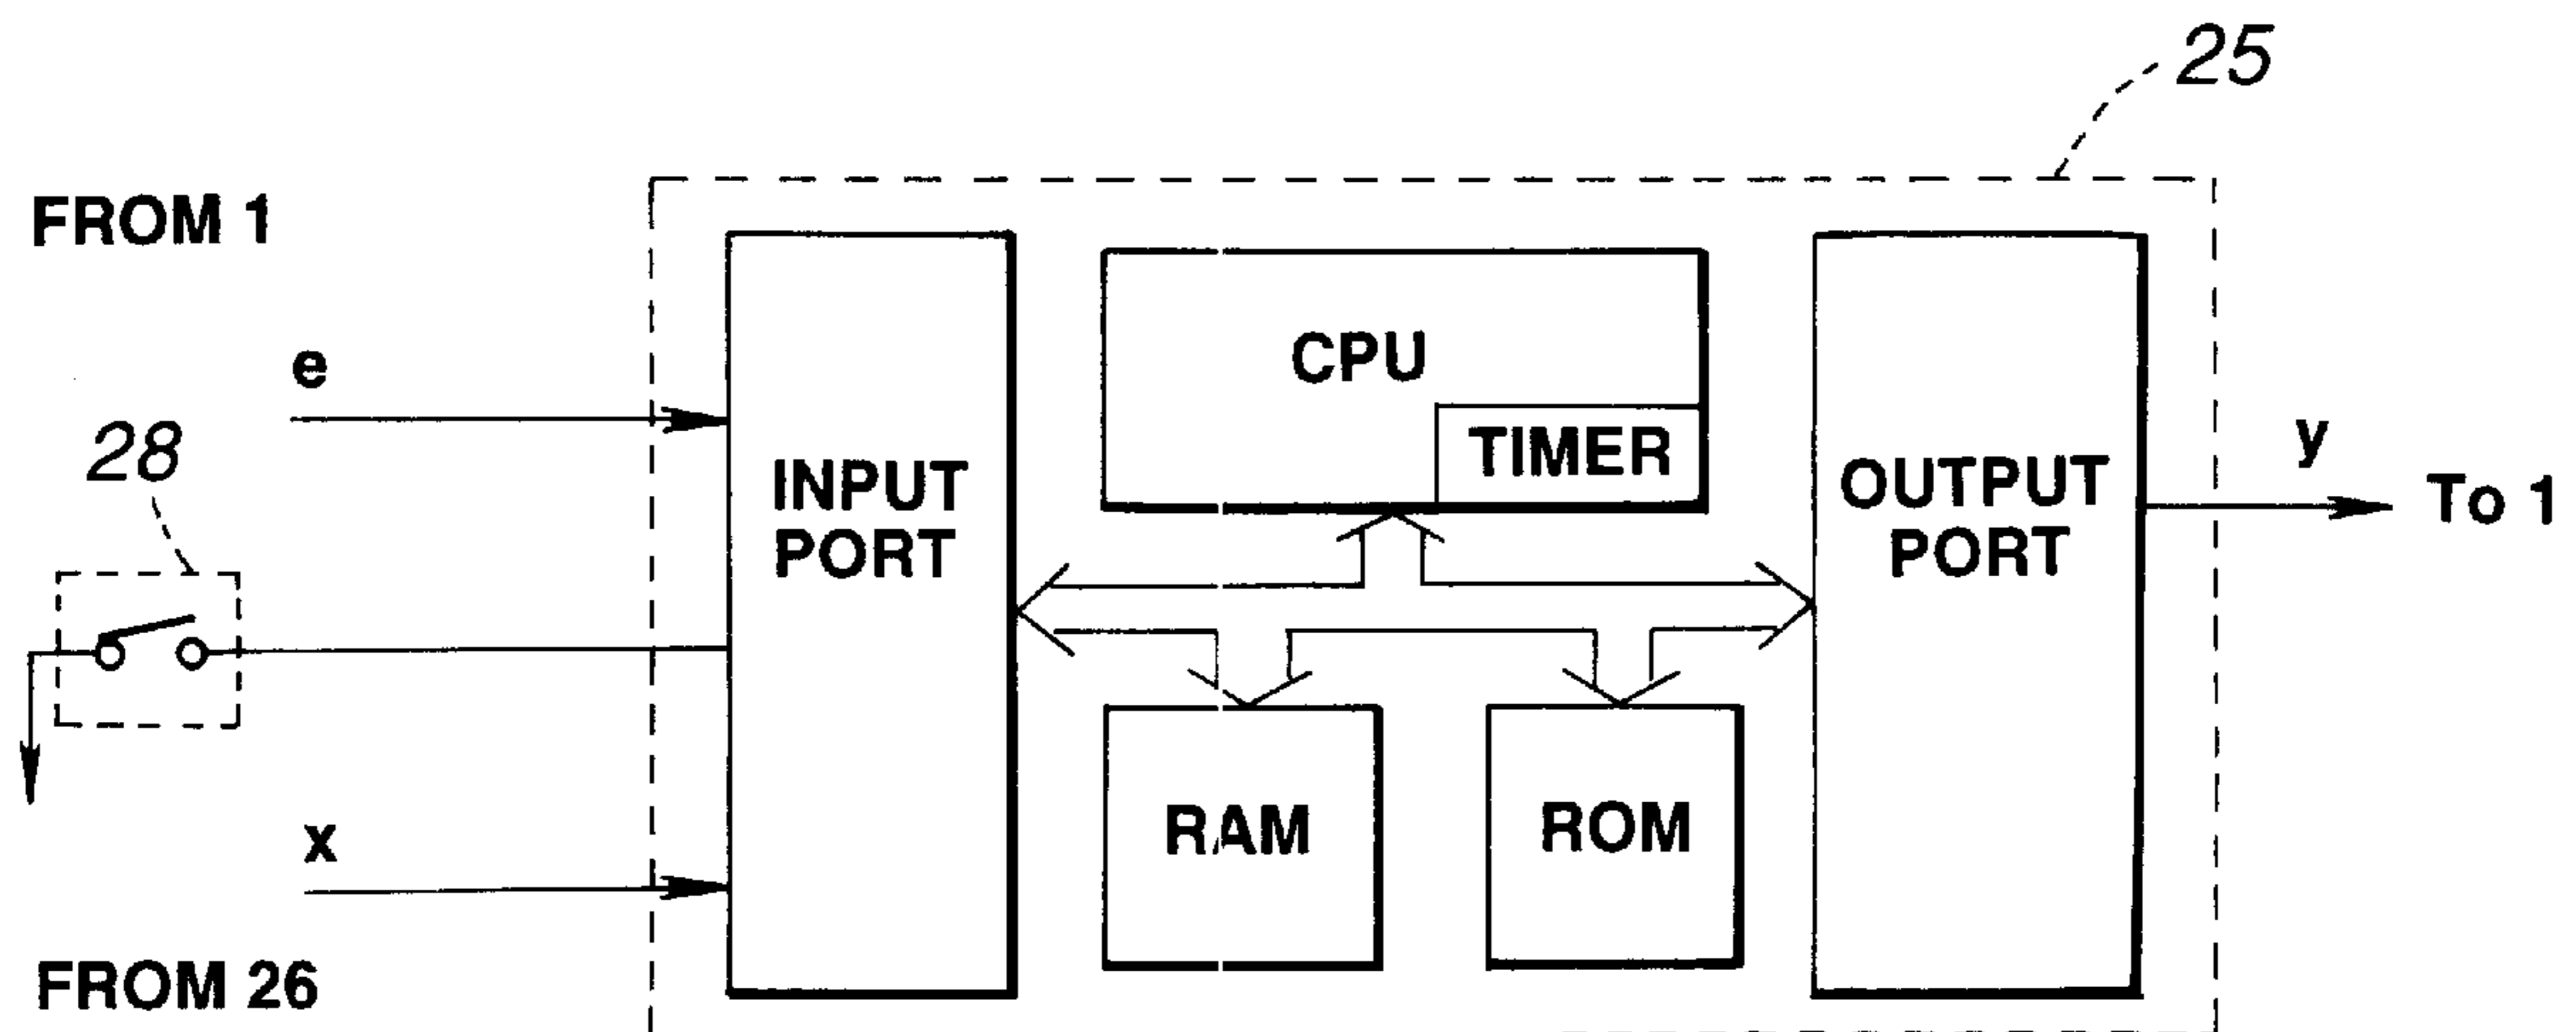 25
FROM 1
e
28
INPUT
PORT
CPU
TIMER
OUTPUT
PORT
y
To 1
x
RAM
ROM
FROM 26